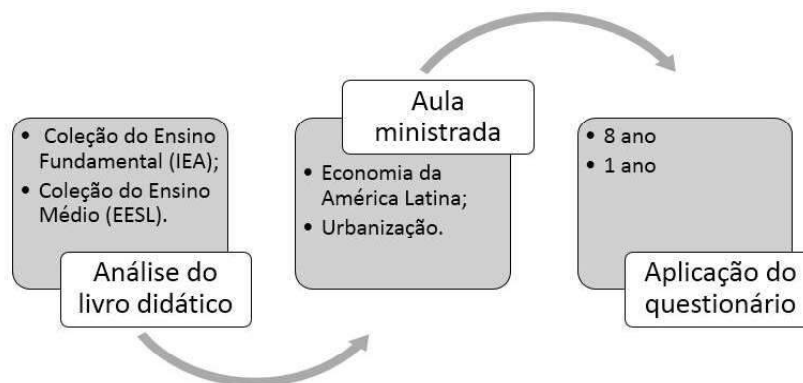 • Coleção do Ensino
Fundamental (IEA);
• Coleção do Ensino
Médio (EESL).
Análise do
livro didático
Aula
ministrada
• Economia da
América Latina;
• Urbanização.
• 8 ano
• 1 ano
Aplicação do
questionário